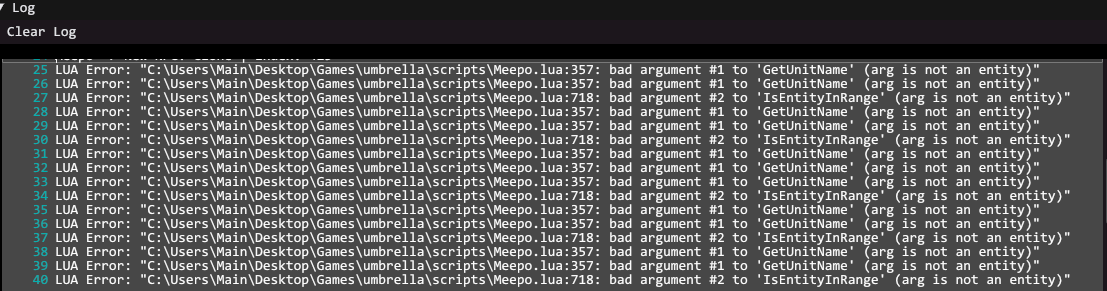 ▼ Log
Clear Log
25 LUA Error: "C:\Users\Main\Desktop\Games\umbrella\scripts\Meepo.lua:357: bad argument #1 to 'GetUnitName' (arg is not an entity)"
26 LUA Error: "C:\Users\Main\Desktop\Games\umbrella\scripts\Meepo.lua:357: bad argument #1 to 'GetUnitName' (arg is not an entity)"
27 LUA Error: "C:\Users\Main\Desktop\Games\umbrella\scripts\Meepo.lua:718: bad argument #2 to 'IsEntityInRange' (arg is not an entity)"
28 LUA Error: "C:\Users\Main\Desktop\Games\umbrella\scripts\Meepo.lua:357: bad argument #1 to 'GetUnitName' (arg is not an entity)"
29 LUA Error: "C:\Users\Main\Desktop\Games\umbrella\scripts\Meepo.lua:357: bad argument #1 to 'GetUnitName' (arg is not an entity)"
30 LUA Error: "C:\Users\Main\Desktop\Games\umbrella\scripts\Meepo.lua:718: bad argument #2 to 'IsEntityInRange' (arg is not an entity)"
31 LUA Error: "C:\Users\Main\Desktop\Games\umbrella\scripts\Meepo.lua:357: bad argument #1 to 'GetUnitName' (arg is not an entity)"
32 LUA Error: "C:\Users\Main\Desktop\Games\umbrella\scripts\Meepo.lua:357: bad argument #1 to 'GetUnitName' (arg is not an entity)"
33 LUA Error: "C:\Users\Main\Desktop\Games\umbrella\scripts\Meepo.lua:357: bad argument #1 to 'GetUnitName' (arg is not an entity)"
34 LUA Error: "C:\Users\Main\Desktop\Games\umbrella\scripts\Meepo.lua:718: bad argument #2 to 'IsEntityInRange' (arg is not an entity)"
35 LUA Error: "C:\Users\Main\Desktop\Games\umbrella\scripts\Meepo.lua:357: bad argument #1 to 'GetUnitName' (arg is not an entity)"
36 LUA Error: "C:\Users\Main\Desktop\Games\umbrella\scripts\Meepo.lua:357: bad argument #1 to 'GetUnitName' (arg is not an entity)"
37 LUA Error: "C:\Users\Main\Desktop\Games\umbrella\scripts\Meepo.lua:718: bad argument #2 to 'IsEntityInRange' (arg is not an entity)"
38 LUA Error: "C:\Users\Main\Desktop\Games\umbrella\scripts\Meepo.lua:357: bad argument #1 to 'GetUnitName' (arg is not an entity)"
39 LUA Error: "C:\Users\Main\Desktop\Games\umbrella\scripts\Meepo.lua:357: bad argument #1 to 'GetUnitName' (arg is not an entity)"
40 LUA Error: "C:\Users\Main\Desktop\Games\umbrella\scripts\Meepo.lua:718: bad argument #2 to 'IsEntityInRange' (arg is not an entity)"